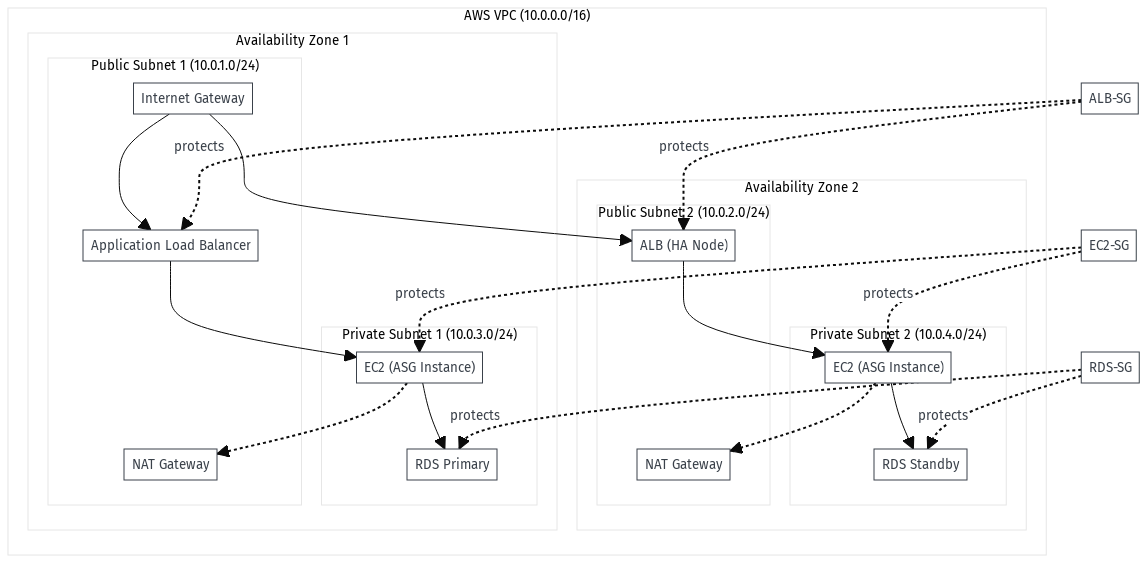 AWS VPC (10.0.0.0/16)
Availability Zone 1
Public Subnet 1 (10.0.1.0/24)
Internet Gateway
ALB-SG
protects
protects
Availability Zone 2
Public Subnet 2 (10.0.2.0/24)
Application Load Balancer
ALB (HA Node)
EC2-SG
protects
protects
Private Subnet 1 (10.0.3.0/24)
Private Subnet 2 (10.0.4.0/24)
EC2 (ASG Instance)
EC2 (ASG Instance)
RDS-SG
protects
protects
NAT Gateway
RDS Primary
NAT Gateway
RDS Standby